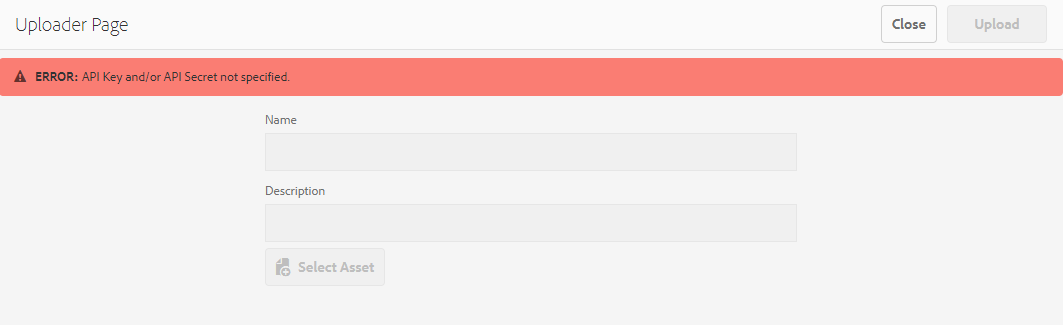 Uploader Page
Close
Upload
ERROR: API Key and/or API Secret not specified.
Name
Description
Select Asset